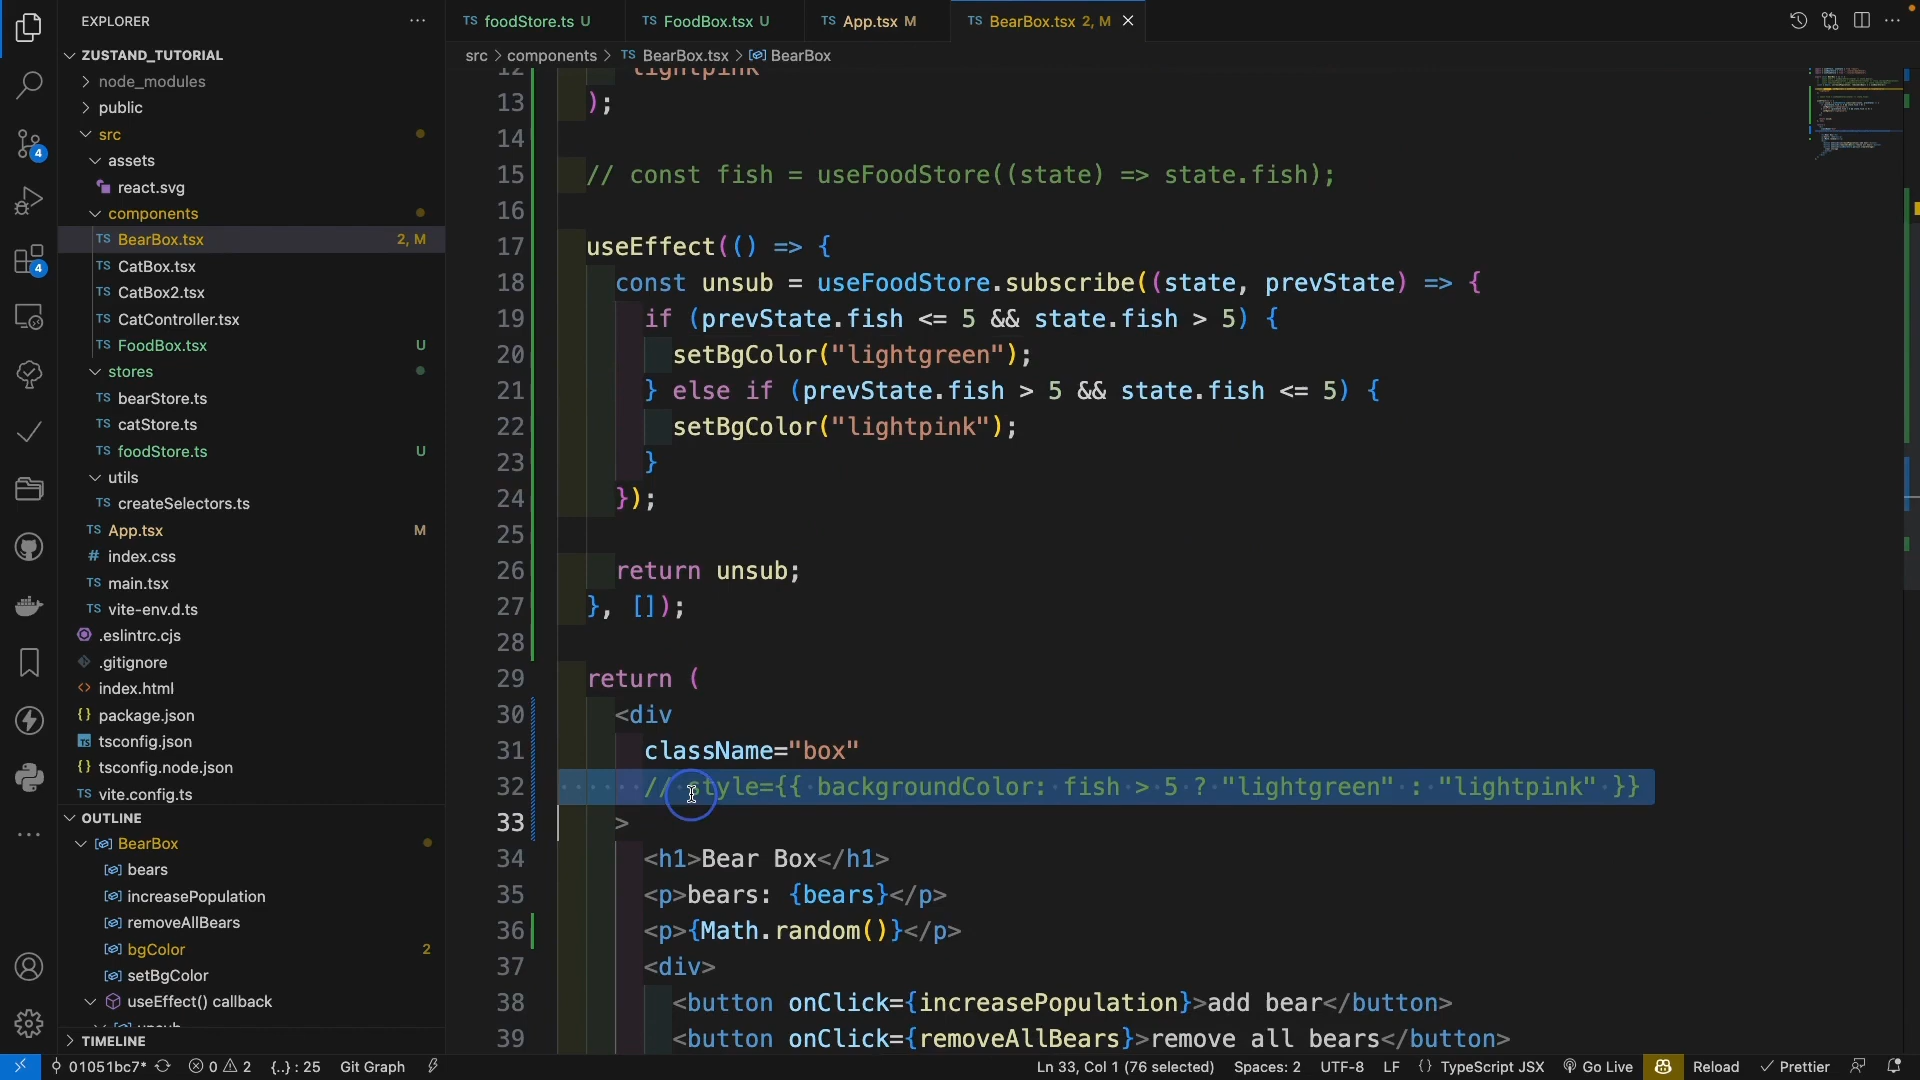 EXPLORER
ZUSTAND_TUTORIAL
node_modules
public
src
assets
react.svg
components
TS BearBox.tsx 2, M
TS CatBox.tsx
TS CatBox2.tsx
TS CatController.tsx
TS FoodBox.tsx U
stores
TS bearStore.ts
TS catStore.ts
TS foodStore.ts U
utils
TS createSelectors.ts
TS App.tsx M
# index.css
TS main.tsx
TS vite-env.d.ts
.eslintrc.cjs
.gitignore
index.html
{} package.json
tsconfig.json
{} tsconfig.node.json
TS vite.config.ts
OUTLINE
BearBox
bears
increasePopulation
removeAllBears
bgColor 2
setBgColor
useEffect() callback
unsub
TIMELINE
4
4
TS foodStore.ts U
TS FoodBox.tsx U
TS App.tsx M
TS BearBox.tsx 2, M
src > components > TS BearBox.tsx > BearBox
12 "lightpink"
13 );
14
15 // const fish = useFoodStore((state) => state.fish);
16
17 useEffect(() => {
18 const unsub = useFoodStore.subscribe((state, prevState) => {
19 if (prevState.fish <= 5 && state.fish > 5) {
20 setBgColor("lightgreen");
21 } else if (prevState.fish > 5 && state.fish <= 5) {
22 setBgColor("lightpink");
23 }
24 });
25
26 return unsub;
27 }, []);
28
29 return (
30 <div
31 className="box"
32 // style={{ backgroundColor: fish > 5 ? "lightgreen" : "lightpink" }}
33 >
34 <h1>Bear Box</h1>
35 <p>bears: {bears}</p>
36 <p>{Math.random()}</p>
37 <div>
38 <button onClick={increasePopulation}>add bear</button>
39 <button onClick={removeAllBears}>remove all bears</button>
01051bc7* 0 2 {..} : 25 Git Graph Ln 33, Col 1 (76 selected) Spaces: 2 UTF-8 LF {} TypeScript JSX Go Live Reload Prettier